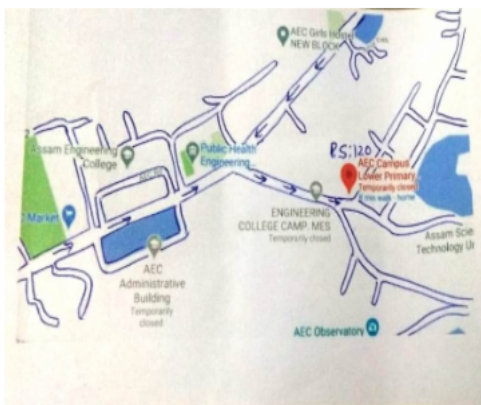 AEC Girls Hostel
NEW BLOCK
Assam Engineering
College
Public Health
Engineering...
P.S:120
AEC Campus
Lower Primary
Temporarily closed
Market
ENGINEERING
COLLEGE CAMP. MES
Temporarily closed
Assam Scie
Technology Un
AEC
Administrative
Building
Temporarily
closed
AEC Observatory